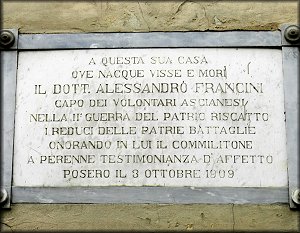 A QUESTA SUA CASA
OVE NACQUE VISSE E MORÌ
IL DOTT. ALESSANDRO FRANCINI
CAPO DEI VOLONTARI ASCIANESI
NELLA IIª GUERRA DEL PATRIO RISCATTO
I REDUCI DELLE PATRIE BATTAGLIE
ONORANDO IN LUI IL COMMILITONE
A PERENNE TESTIMONIANZA D'AFFETTO
POSERO IL 3 OTTOBRE 1909